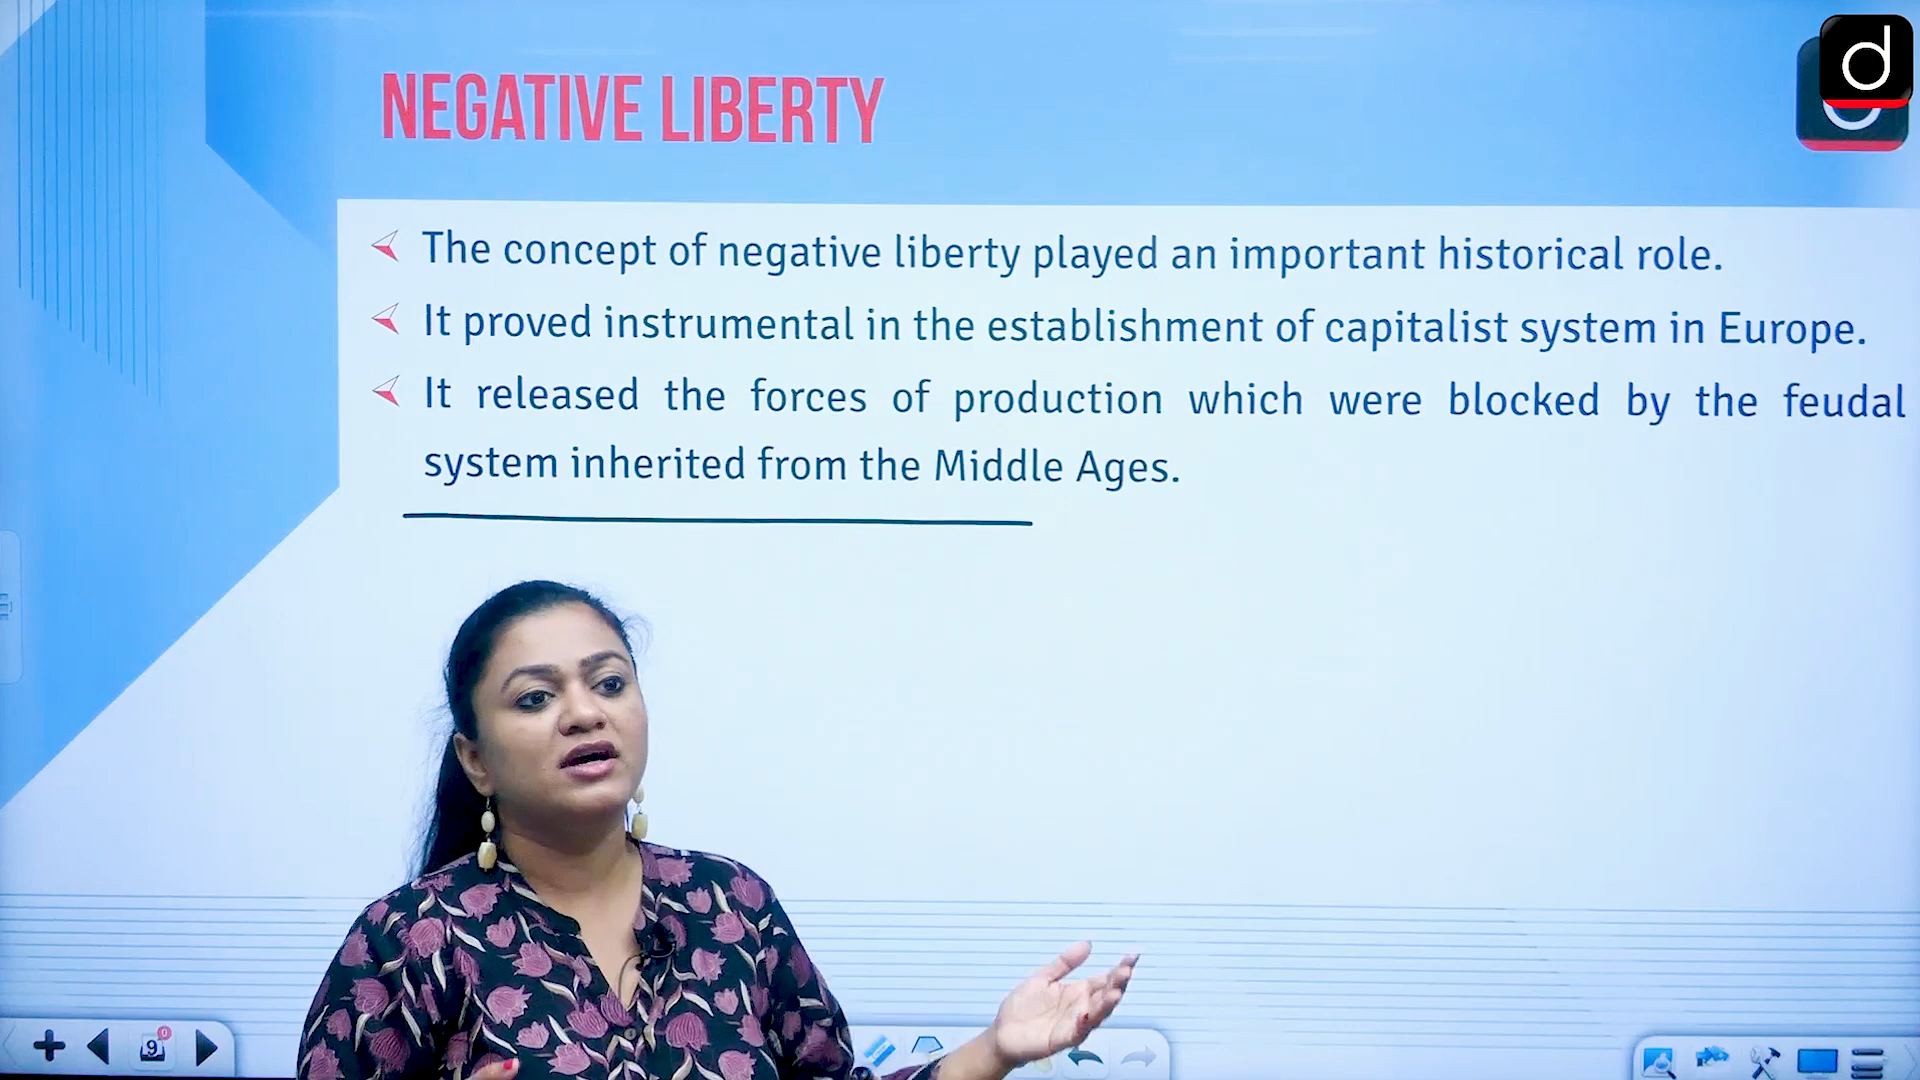 d
NEGATIVE LIBERTY
The concept of negative liberty played an important historical role.
It proved instrumental in the establishment of capitalist system in Europe.
It released the forces of production which were blocked by the feudal
system inherited from the Middle Ages.
0
9